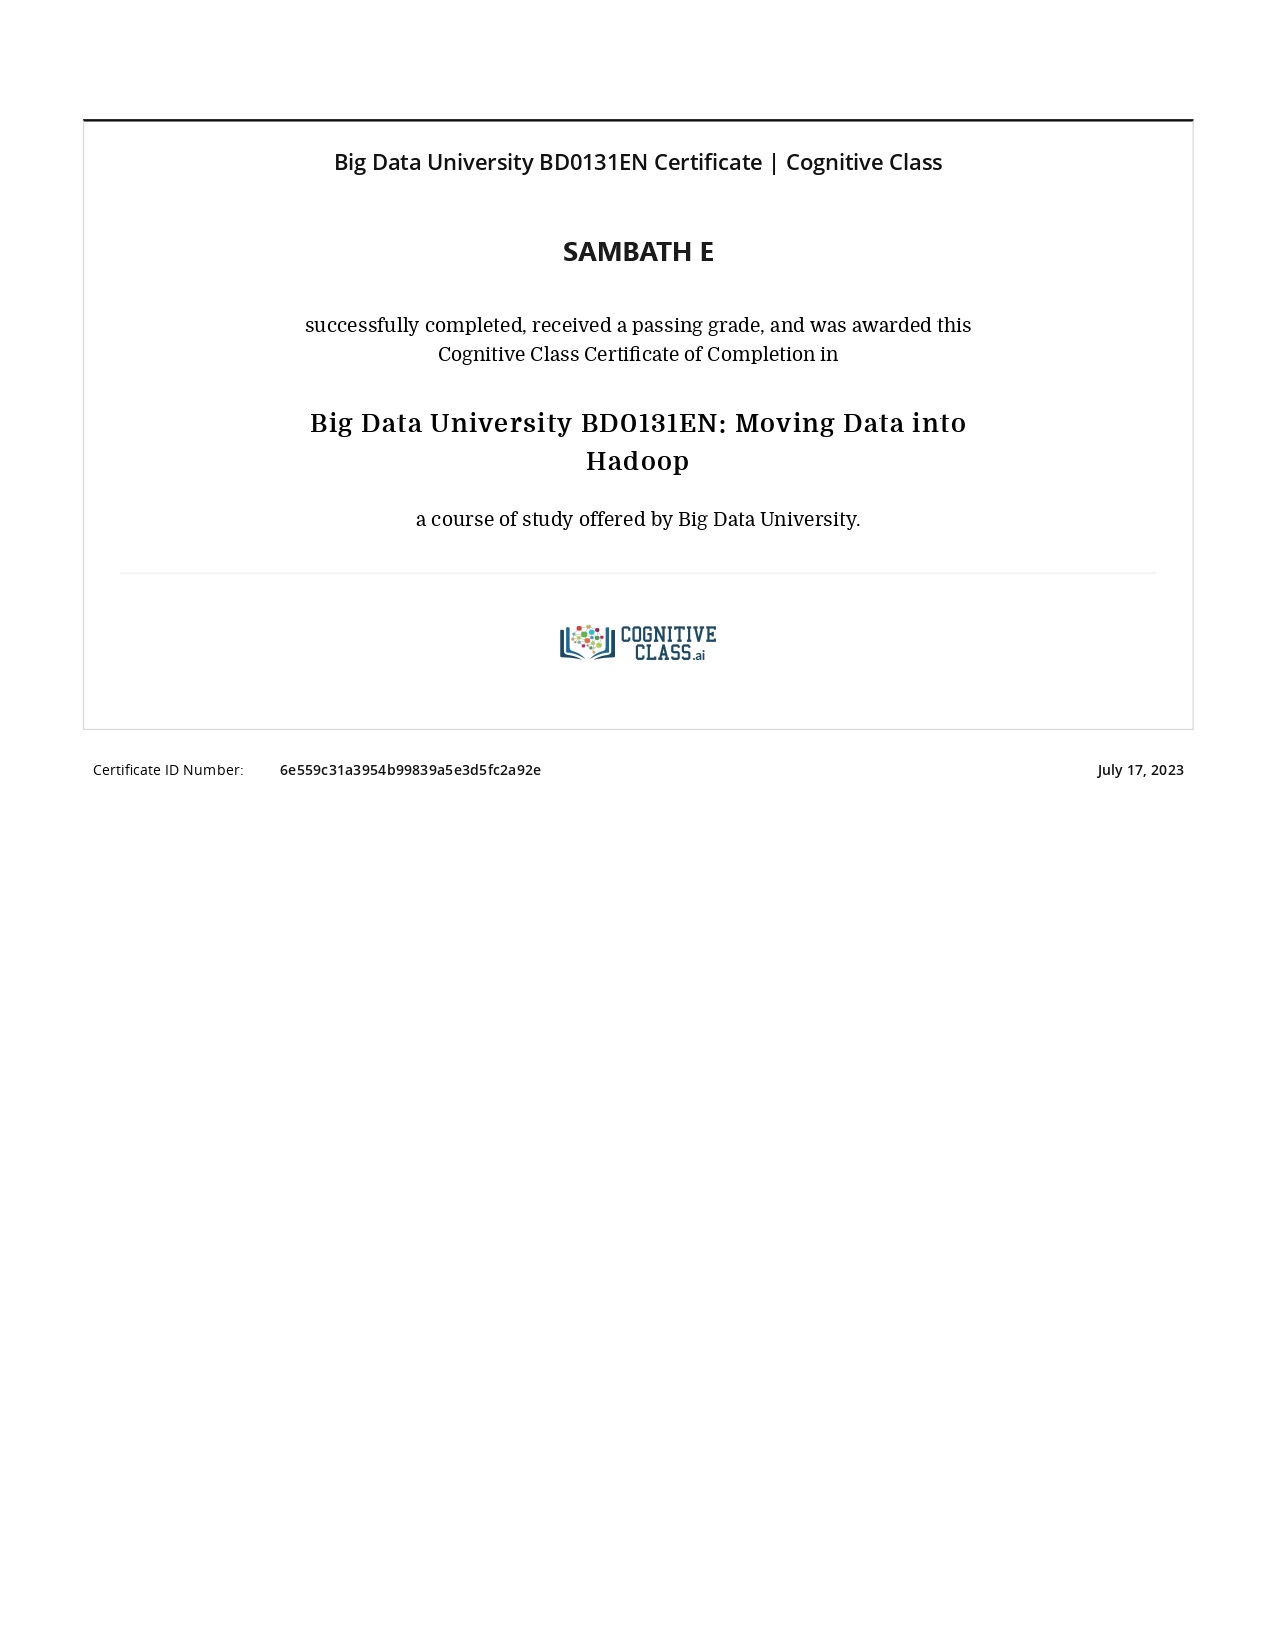 Big Data University BD0131EN Certificate | Cognitive Class
SAMBATH E
successfully completed, received a passing grade, and was awarded this
Cognitive Class Certificate of Completion in
Big Data University BD0131EN: Moving Data into
Hadoop
a course of study offered by Big Data University.
COGNITIVE
CLASS.ai
Certificate ID Number: 6e559c31a3954b99839a5e3d5fc2a92e July 17, 2023